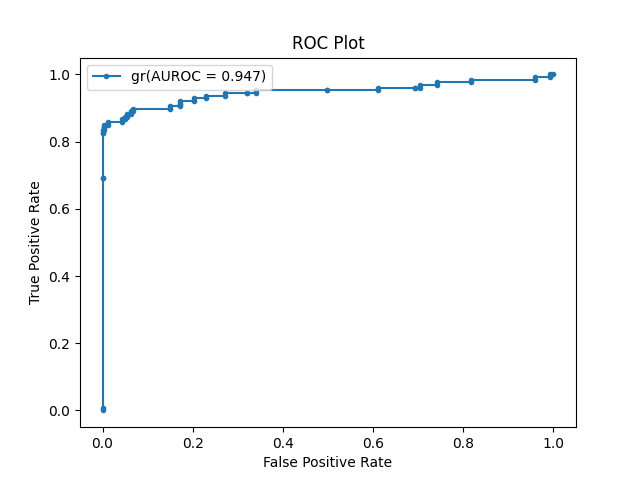 ROC Plot
gr(AUROC = 0.947)
True Positive Rate
1.0
0.8
0.6
0.4
0.2
0.0
0.0 0.2 0.4 0.6 0.8 1.0
False Positive Rate